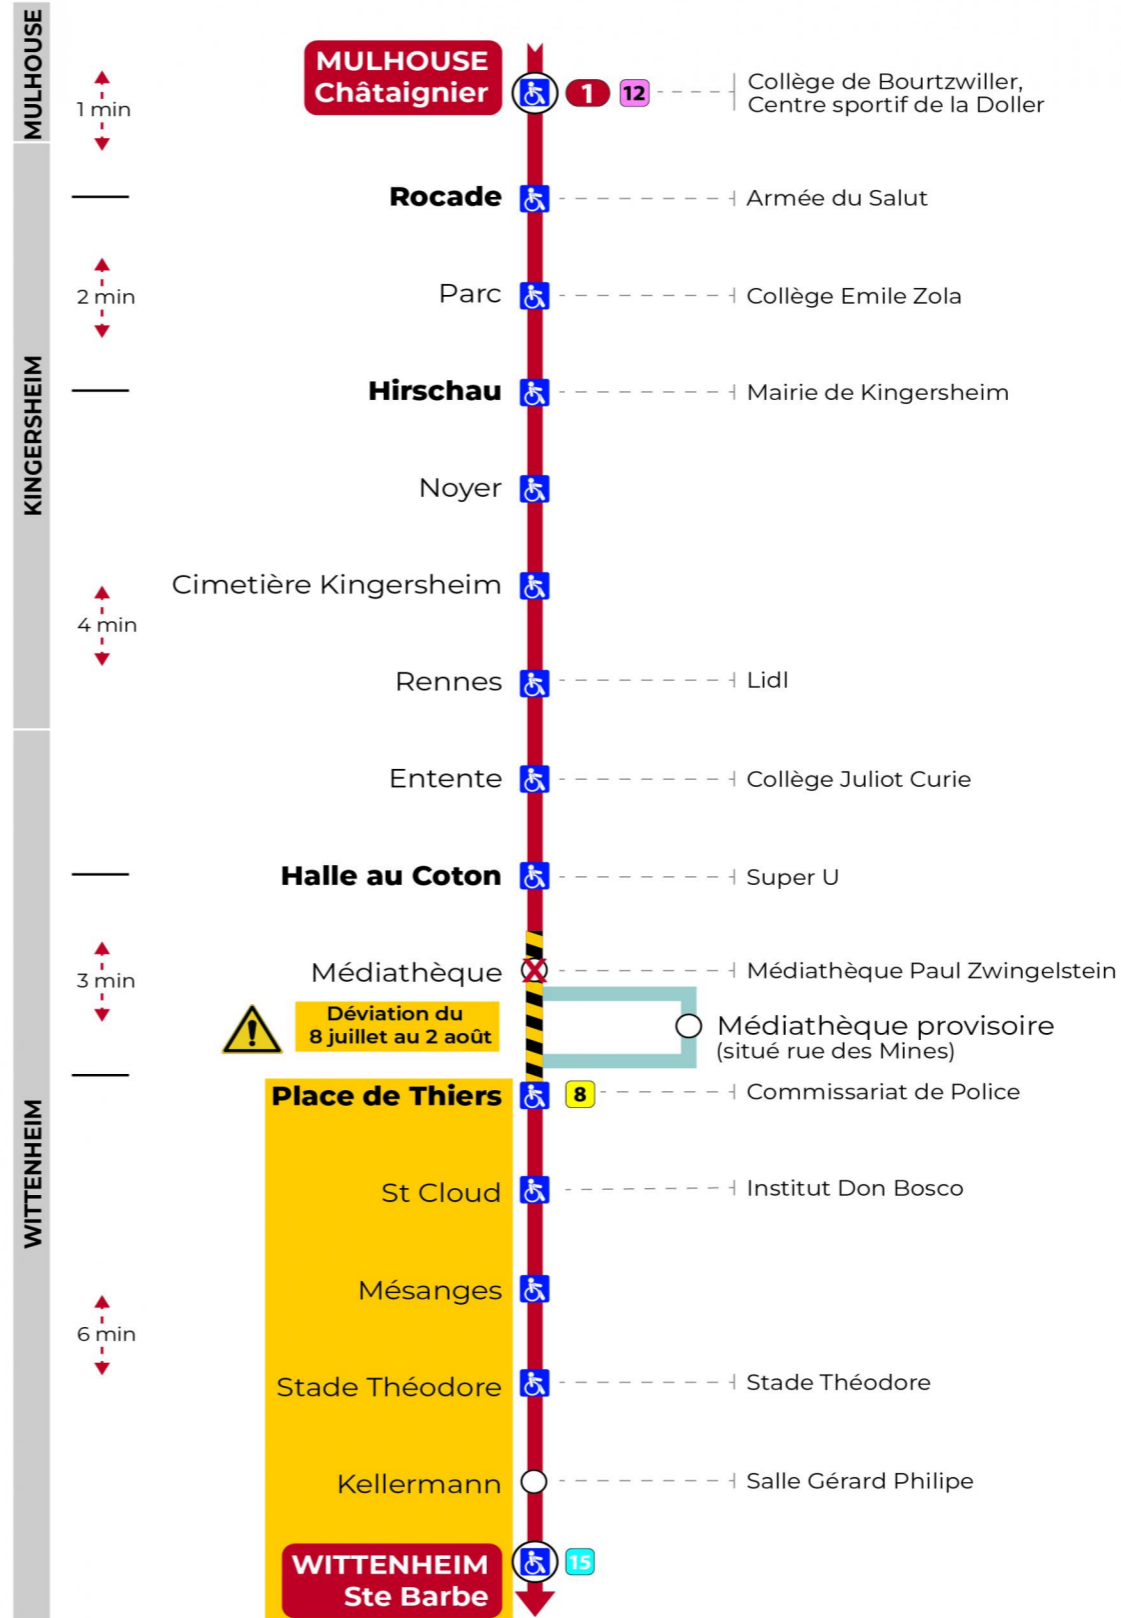 MULHOUSE
MULHOUSE
Châtaignier
1
12
Collège de Bourtzwiller,
Centre sportif de la Doller
1 min
KINGERSHEIM
Rocade
Armée du Salut
2 min
Parc
Collège Emile Zola
Hirschau
Mairie de Kingersheim
Noyer
Cimetière Kingersheim
4 min
Rennes
Lidl
WITTENHEIM
Entente
Collège Juliot Curie
Halle au Coton
Super U
3 min
Médiathèque
Médiathèque Paul Zwingelstein
Déviation du
8 juillet au 2 août
Médiathèque provisoire
(situé rue des Mines)
Place de Thiers
8
Commissariat de Police
St Cloud
Institut Don Bosco
Mésanges
6 min
Stade Théodore
Stade Théodore
Kellermann
Salle Gérard Philipe
WITTENHEIM
Ste Barbe
15